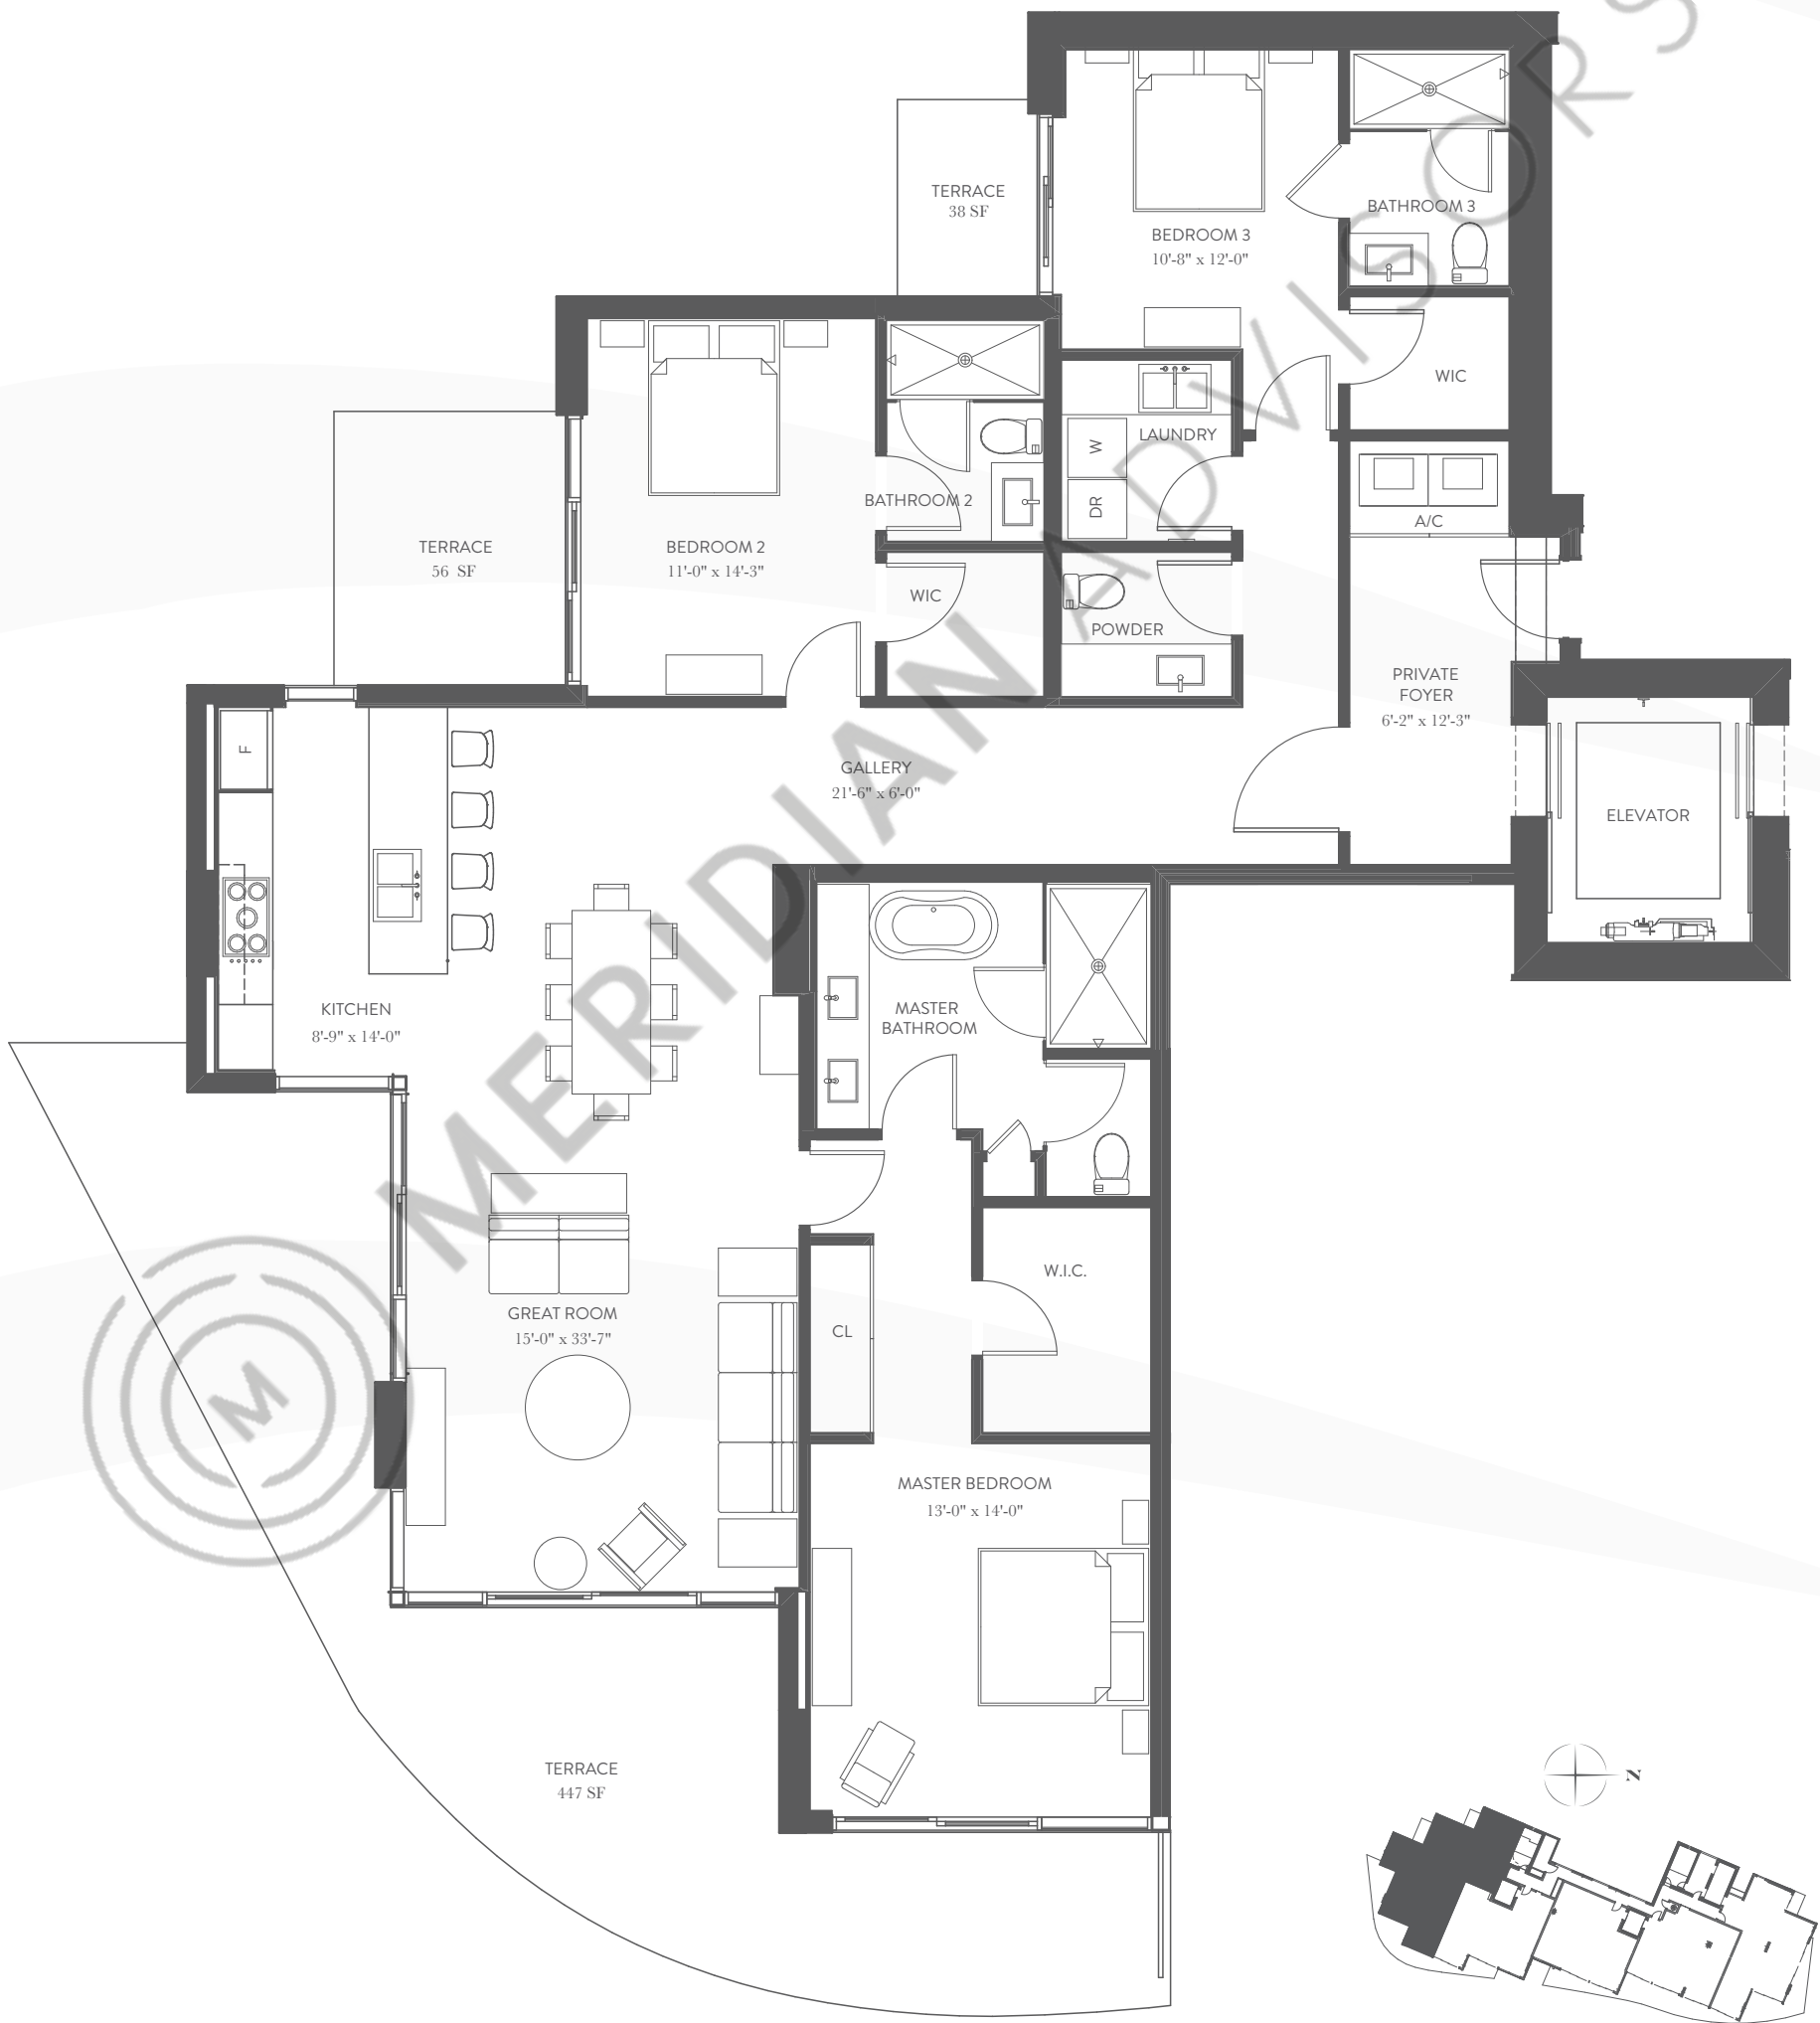 TERRACE
38 SF
BEDROOM 3
10'-8" x 12'-0"
BATHROOM 3
WIC
LAUNDRY
W
DR
A/C
BATHROOM 2
BEDROOM 2
11'-0" x 14'-3"
TERRACE
56 SF
WIC
POWDER
PRIVATE
FOYER
6'-2" x 12'-3"
ELEVATOR
F
GALLERY
21'-6" x 6'-0"
KITCHEN
8'-9" x 14'-0"
MASTER
BATHROOM
W.I.C.
CL
GREAT ROOM
15'-0" x 33'-7"
MASTER BEDROOM
13'-0" x 14'-0"
TERRACE
447 SF
N
M
MERIDIAN ADVISORS